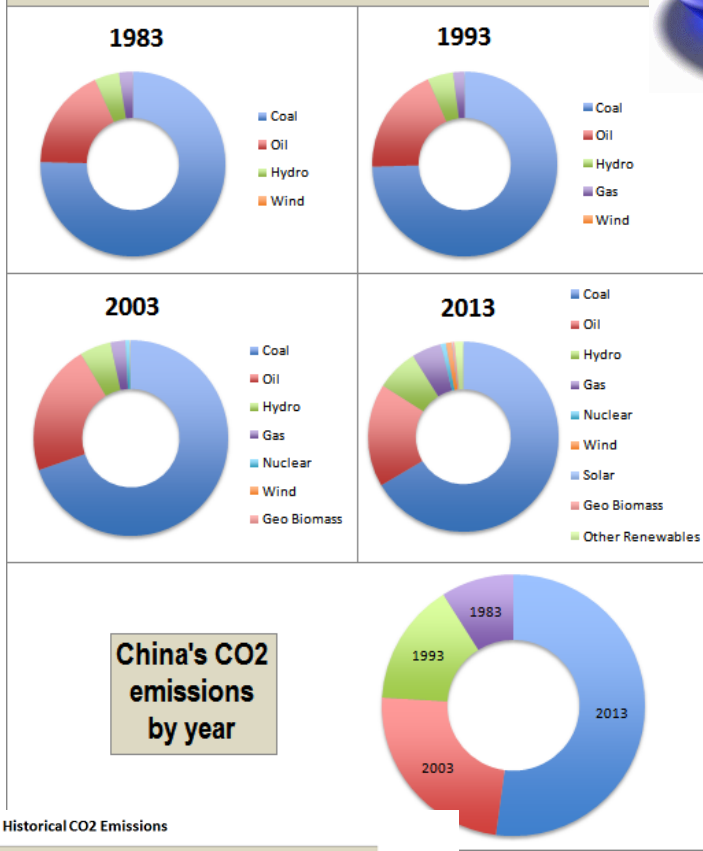 1983
Coal
Oil
Hydro
Wind
1993
Coal
Oil
Hydro
Gas
Wind
2003
Coal
Oil
Hydro
Gas
Nuclear
Wind
Geo Biomass
2013
Coal
Oil
Hydro
Gas
Nuclear
Wind
Solar
Geo Biomass
Other Renewables
China's CO2
emissions
by year
1983
1993
2013
2003
Historical CO2 Emissions